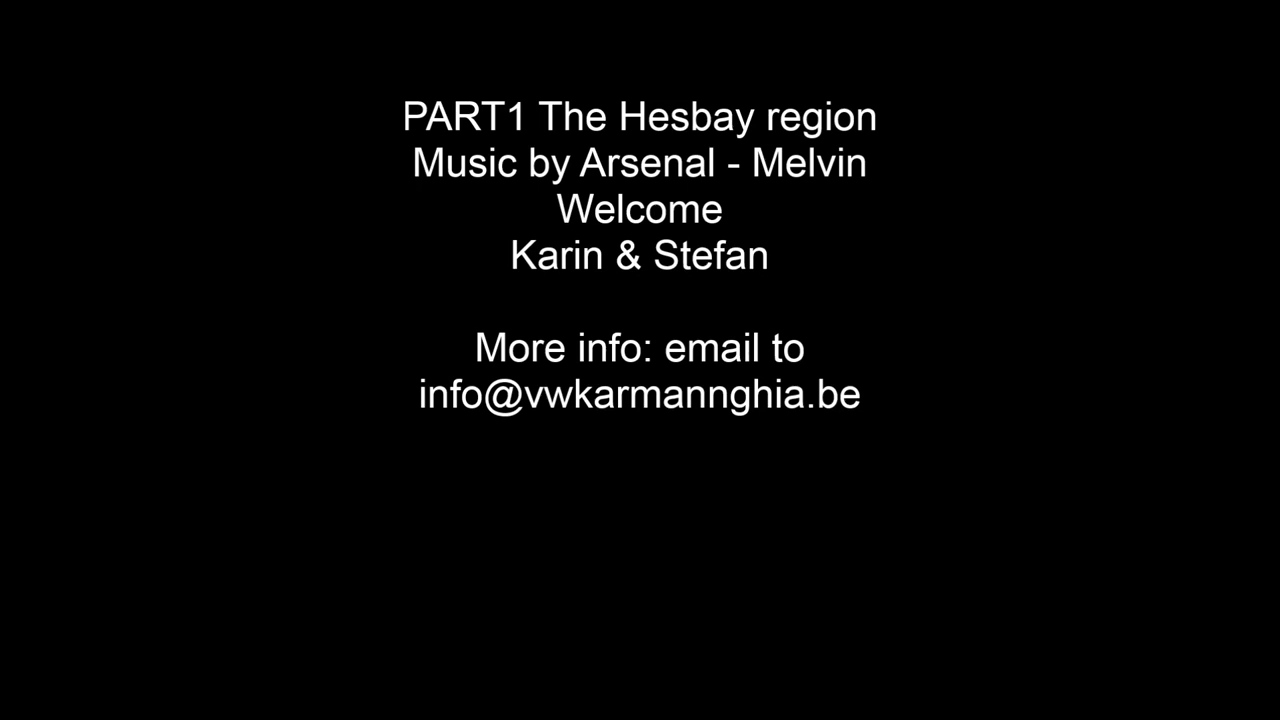 PART1 The Hesbay region
Music by Arsenal - Melvin
Welcome
Karin & Stefan
More info: email to
info@vwkarmannghia.be